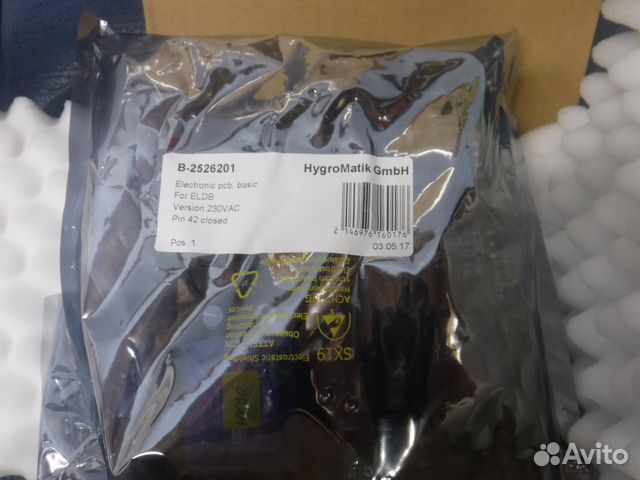 B-2526201
HygroMatik GmbH
Electronic pcb. basic
For ELDB
Version 230VAC
Pin 42 closed
2 146976 160176
Pos. 1
03.05.17
ACHTUNG
ATTENTION
Electrostatic Shielding
SX19
Avito